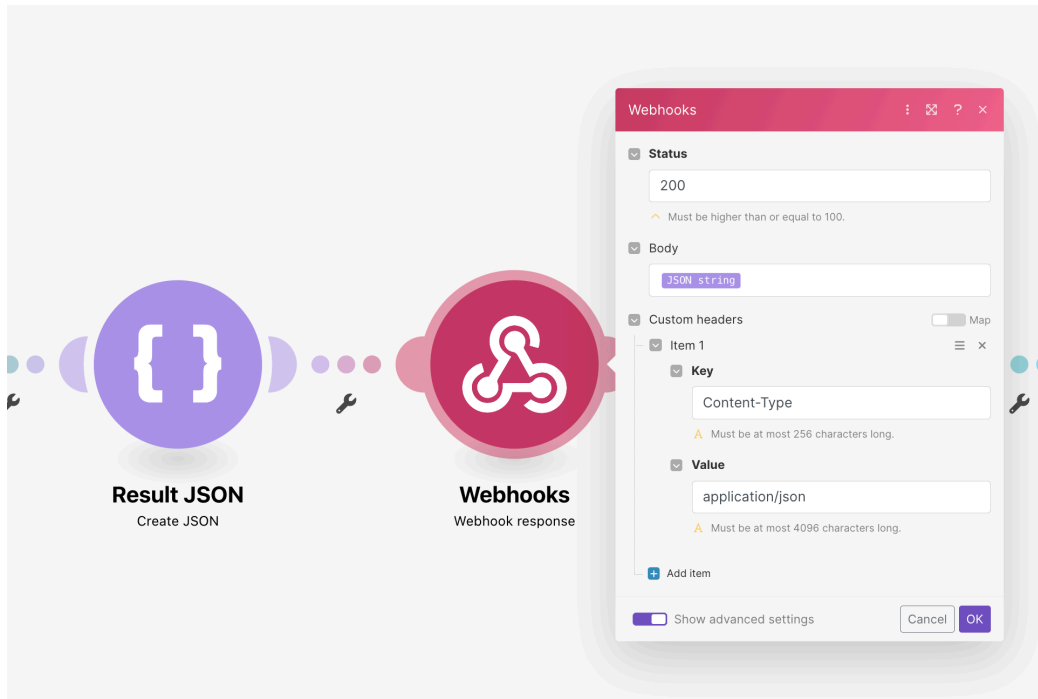 Webhooks
?
Status
200
Must be higher than or equal to 100.
Body
JSON string
Custom headers
Map
Item 1
Key
Content-Type
A Must be at most 256 characters long.
Value
application/json
A Must be at most 4096 characters long.
Add item
Show advanced settings
Cancel
OK
{ }
Result JSON
Create JSON
Webhooks
Webhook response